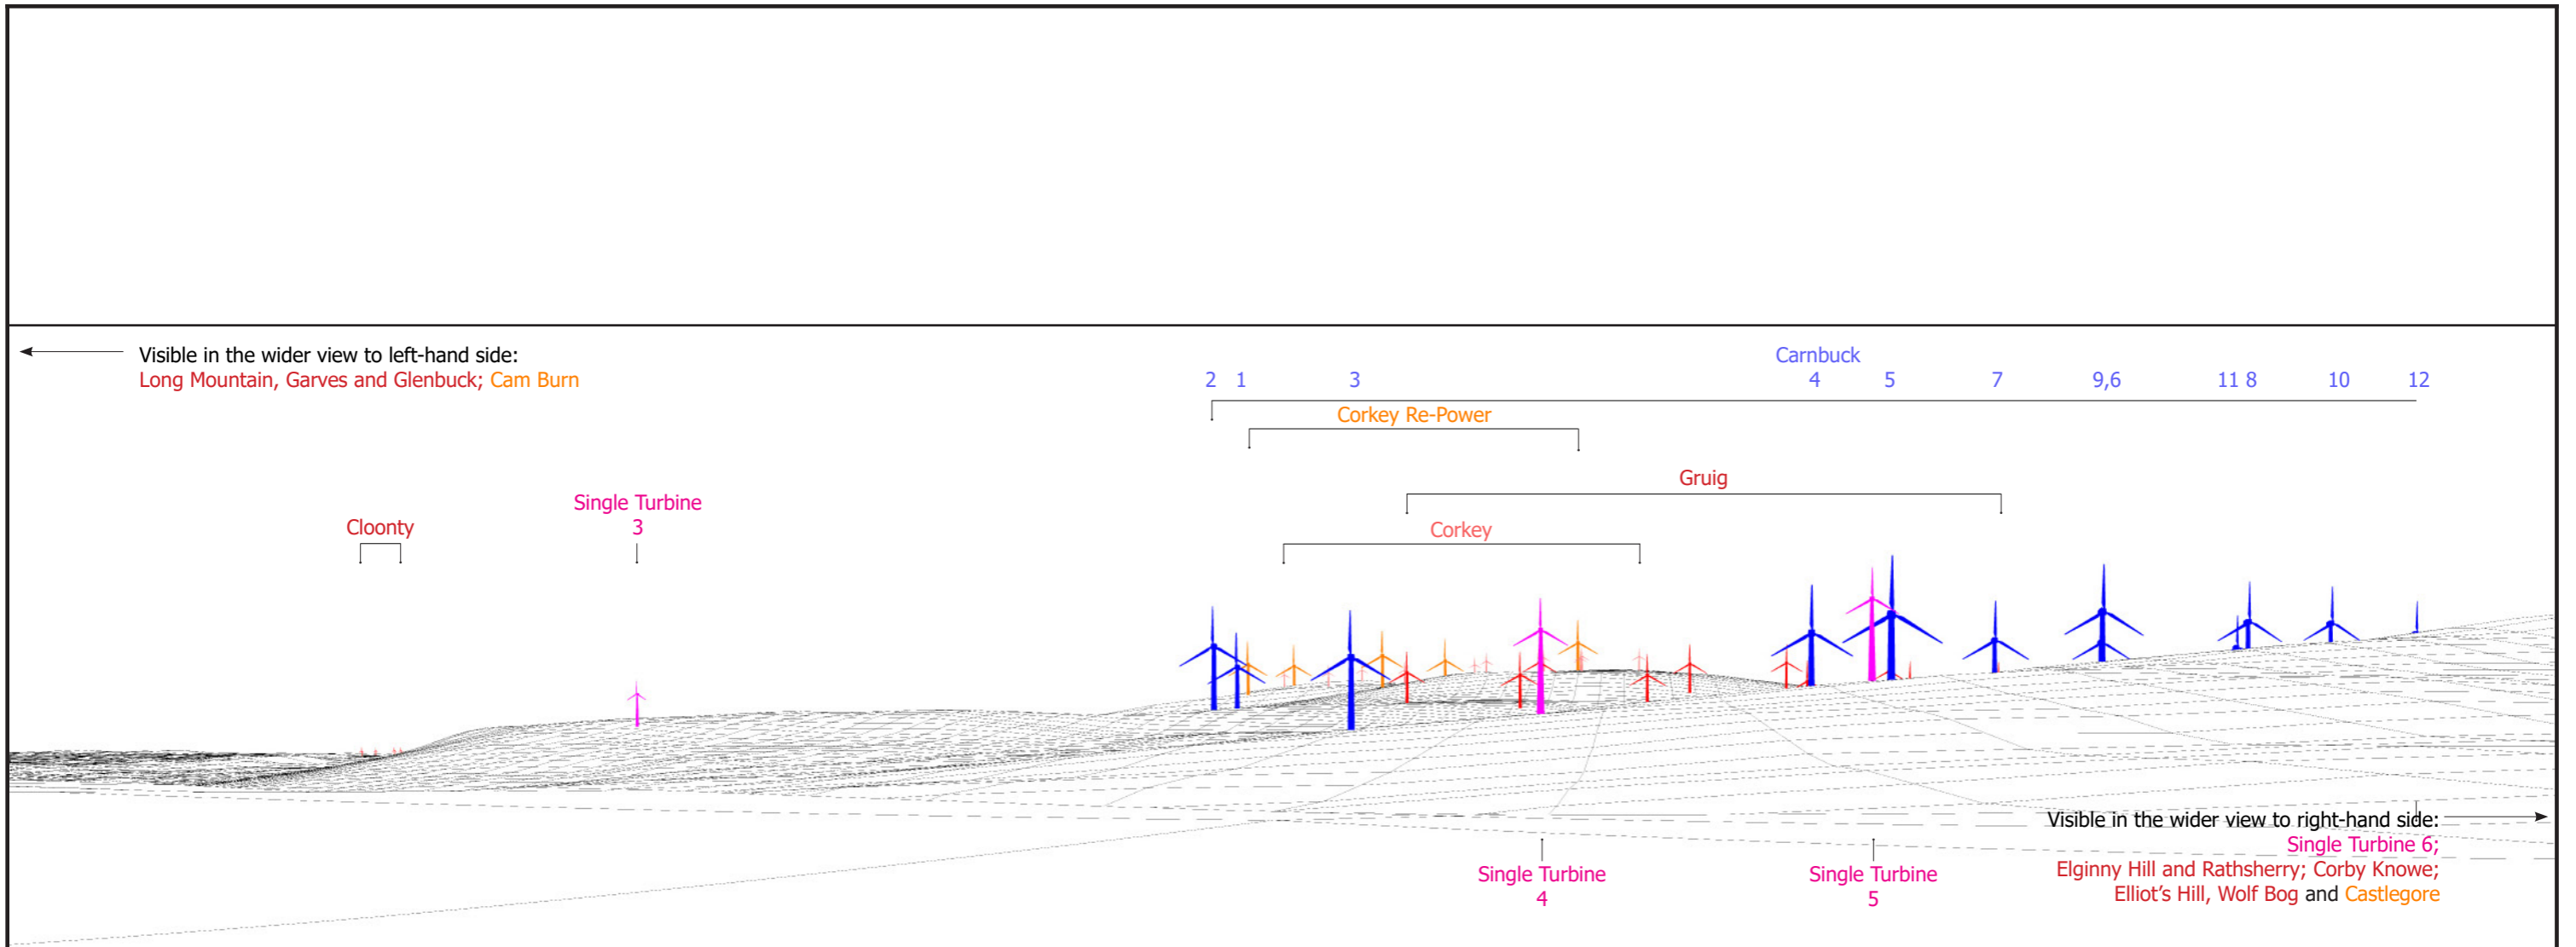 Visible in the wider view to left-hand side:
Long Mountain, Garves and Glenbuck; Cam Burn
Carnbuck
2 1 3 4 5 7 9,6 11 8 10 12
Corkey Re-Power
Gruig
Single Turbine
3
Cloonty
Corkey
Visible in the wider view to right-hand side:
Single Turbine 6;
Elginny Hill and Rathsherry; Corby Knowe;
Elliot's Hill, Wolf Bog and Castlegore
Single Turbine
4
Single Turbine
5